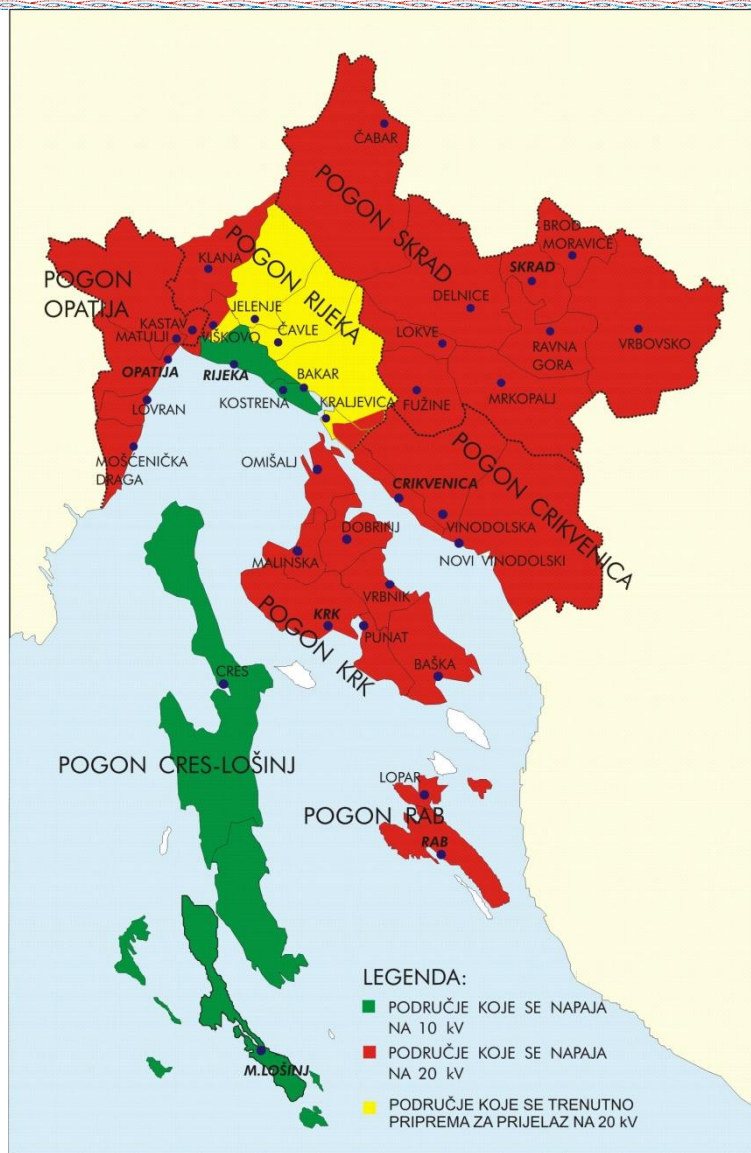 ČABAR
POGON SKRAD
BROD
MORAVICE
SKRAD
KLANA
POGON RIJEKA
POGON
OPATIJA
DELNICE
JELENJE
KASTAV
MATULJI
VIŠKOVO
ČAVLE
LOKVE
RAVNA
GORA
VRBOVSKO
OPATIJA
RIJEKA
BAKAR
KOSTRENA
KRALJEVICA
FUŽINE
MRKOPALJ
LOVRAN
MOŠĆENIČKA
DRAGA
OMIŠALJ
CRIKVENICA
POGON CRIKVENICA
VINODOLSKA
DOBRINJ
NOVI VINODOLSKI
MALINSKA
VRBNIK
KRK
PUNAT
POGON KRK
BAŠKA
CRES
POGON CRES-LOŠINJ
LOPAR
POGON RAB
RAB
M.LOŠINJ
LEGENDA:
PODRUČJE KOJE SE NAPAJA
NA 10 kV
PODRUČJE KOJE SE NAPAJA
NA 20 kV
PODRUČJE KOJE SE TRENUTNO
PRIPREMA ZA PRIJELAZ NA 20 kV